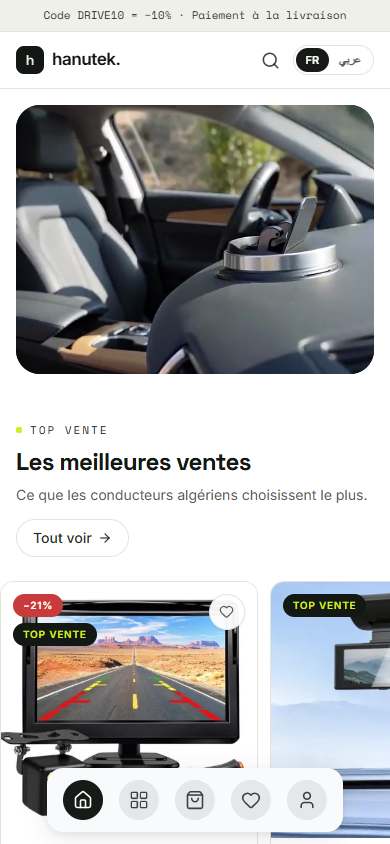 Code DRIVE10 = −10% · Paiement à la livraison
h hanutek.
FR عربي
TOP VENTE
Les meilleures ventes
Ce que les conducteurs algériens choisissent le plus.
Tout voir →
−21%
TOP VENTE
TOP VENTE